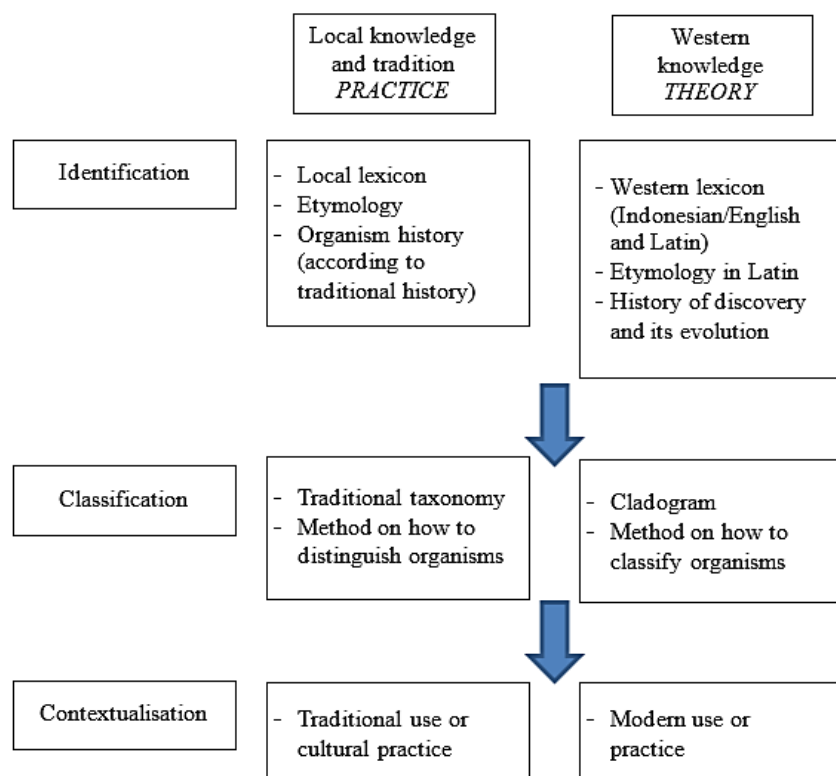 Local knowledge
and tradition
PRACTICE
Western
knowledge
THEORY
Identification
- Local lexicon
- Etymology
- Organism history
(according to
traditional history)
- Western lexicon
(Indonesian/English
and Latin)
- Etymology in Latin
- History of discovery
and its evolution
Classification
- Traditional taxonomy
- Method on how to
distinguish organisms
- Cladogram
- Method on how to
classify organisms
Contextualisation
- Traditional use or
cultural practice
- Modern use or
practice